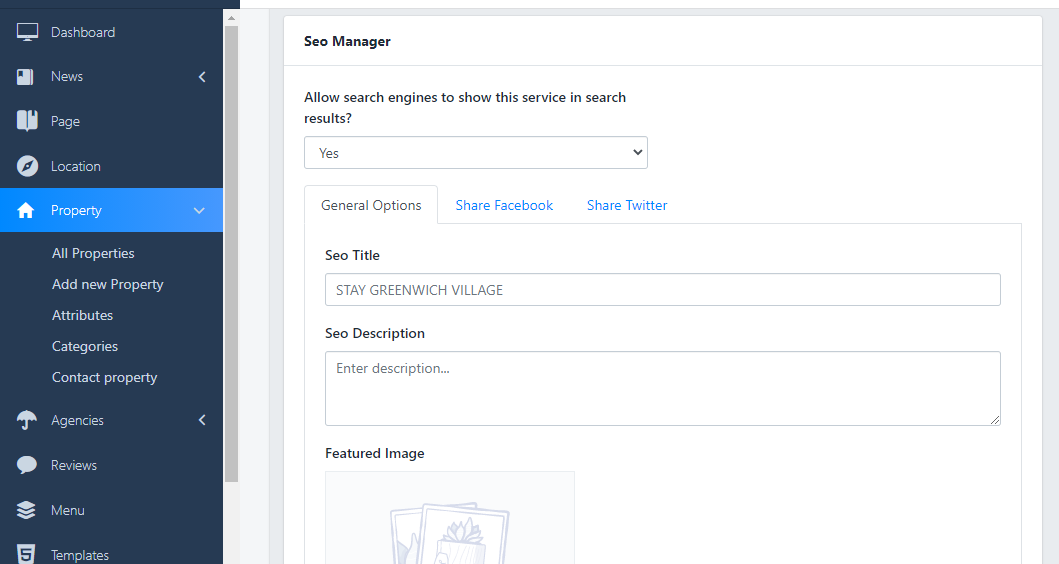 Dashboard
News
Page
Location
Property
All Properties
Add new Property
Attributes
Categories
Contact property
Agencies
Reviews
Menu
Templates
Seo Manager
Allow search engines to show this service in search
results?
Yes
General Options
Share Facebook
Share Twitter
Seo Title
STAY GREENWICH VILLAGE
Seo Description
Enter description...
Featured Image